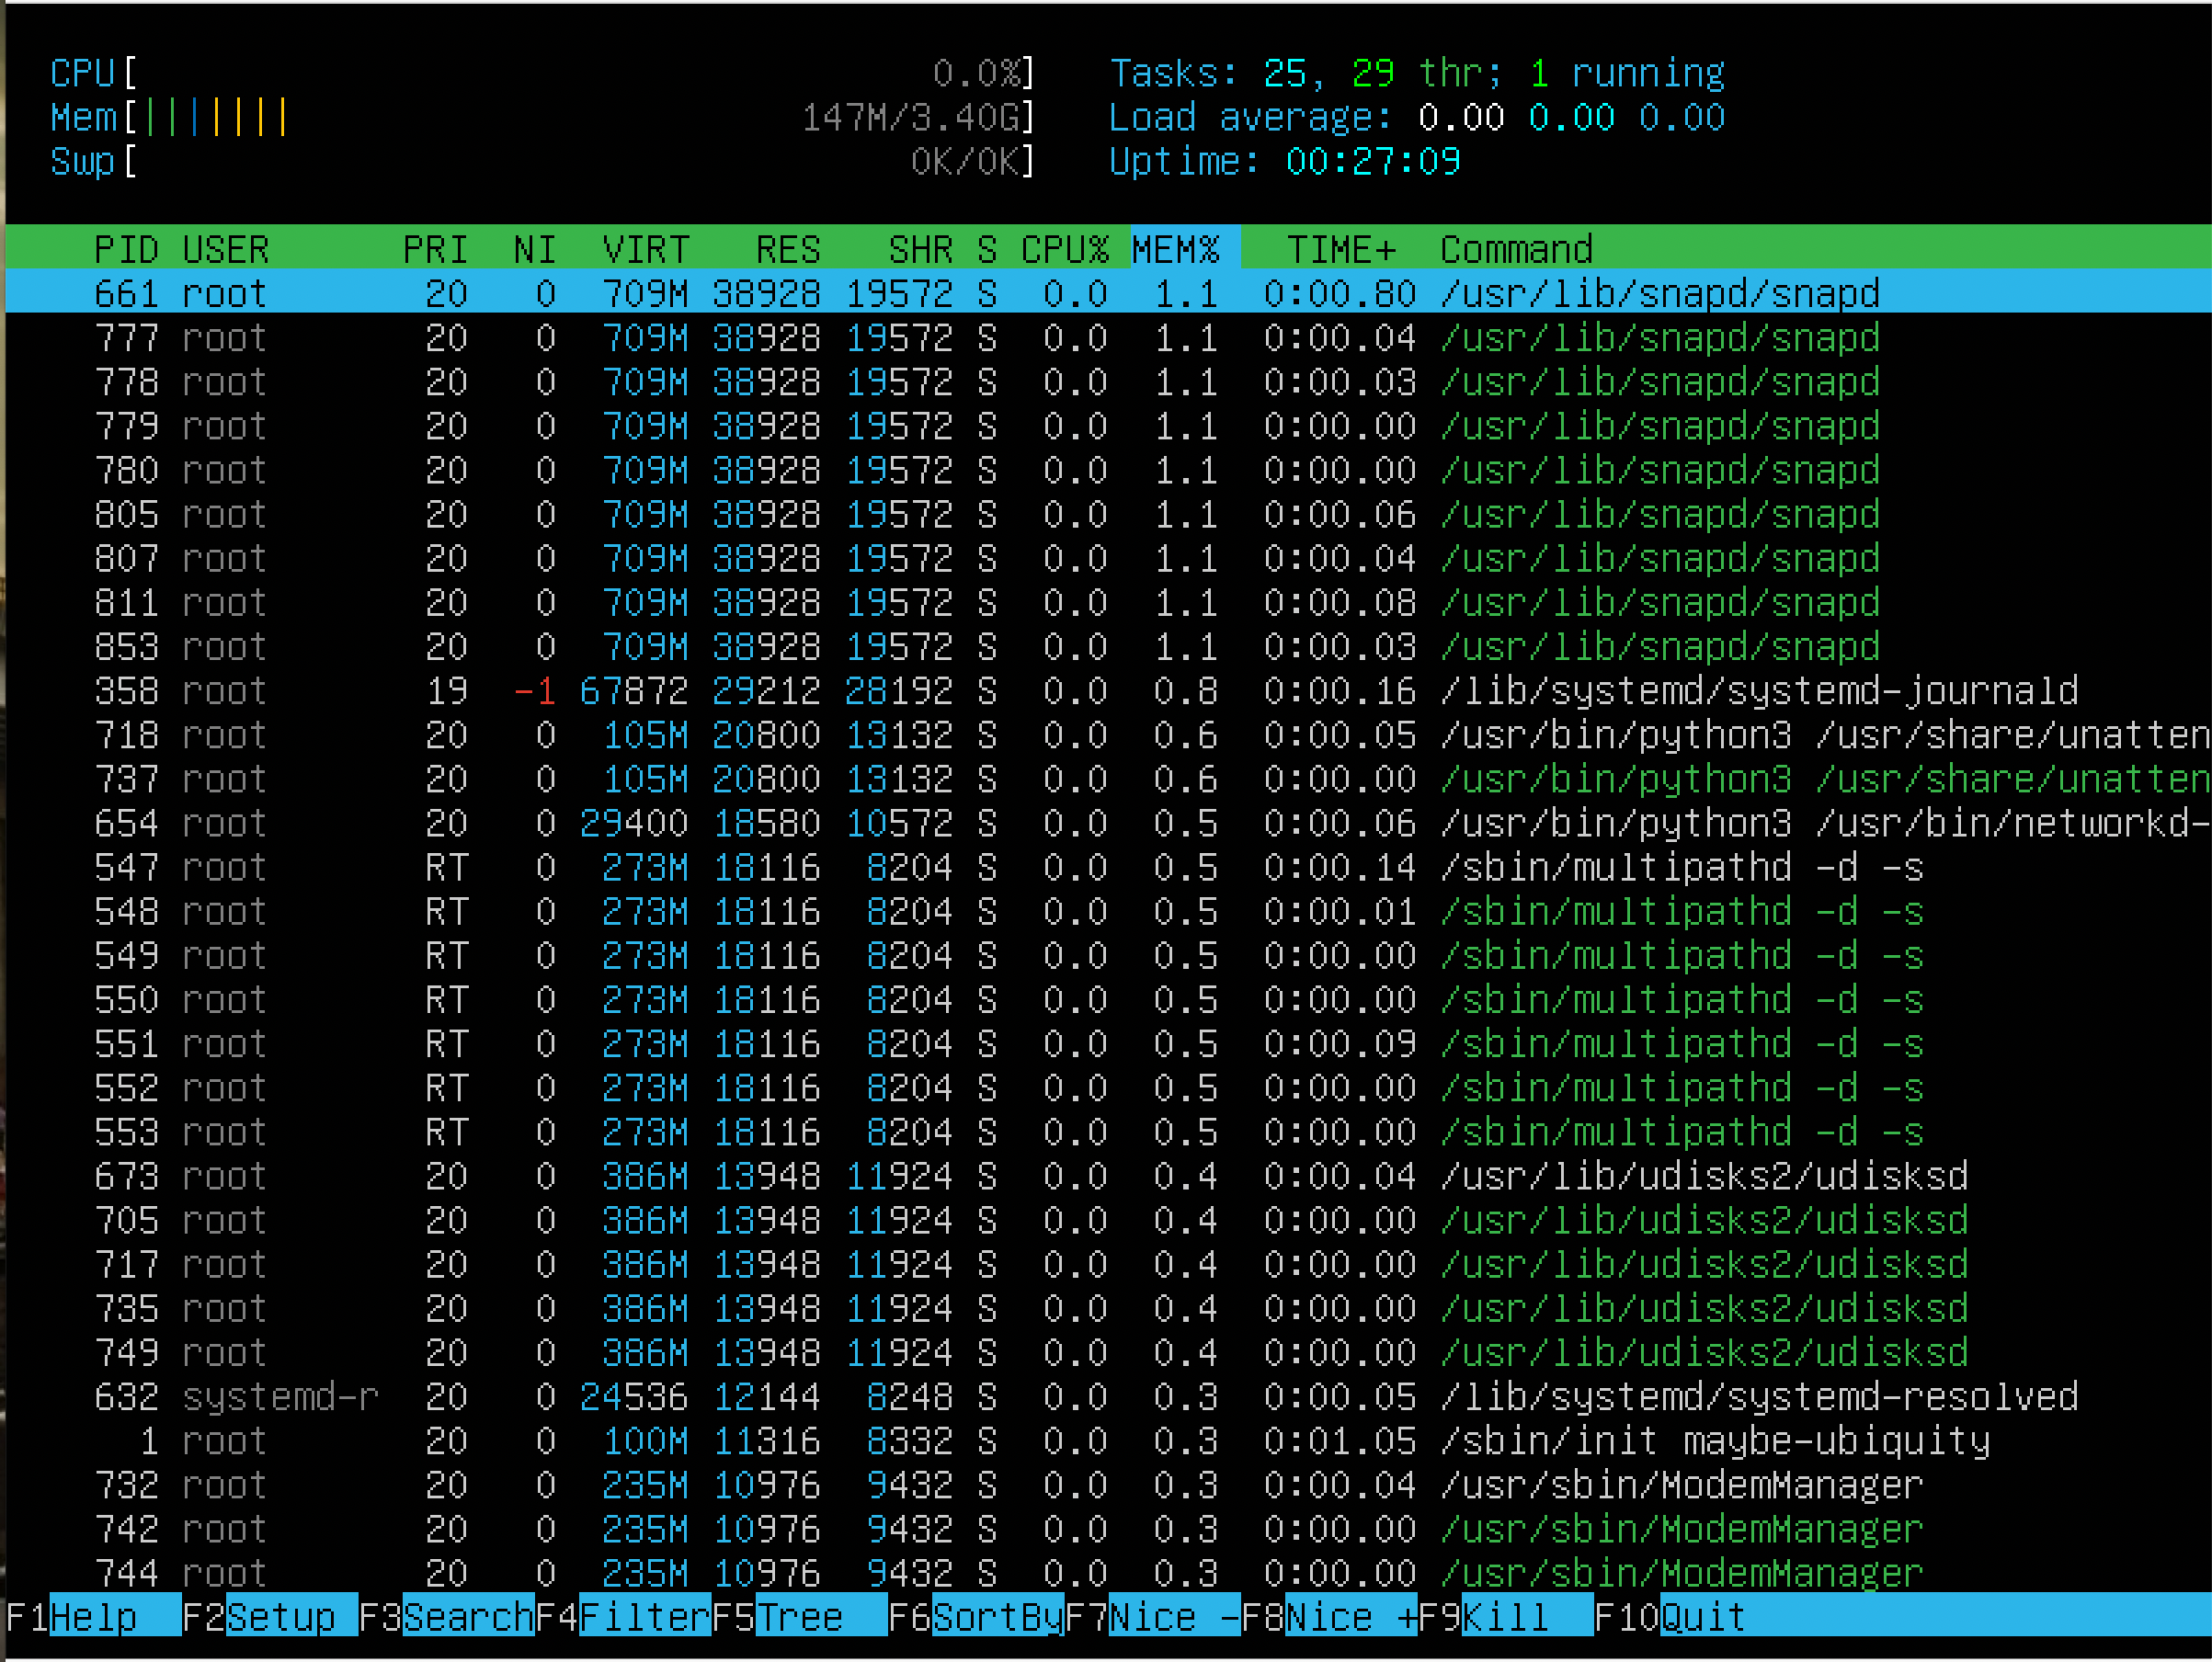 CPU[ 0.0%] Tasks: 25, 29 thr; 1 running
Mem[||||||| 147M/3.40G] Load average: 0.00 0.00 0.00
Swp[ 0K/0K] Uptime: 00:27:09
PID USER PRI NI VIRT RES SHR S CPU% MEM% TIME+ Command
661 root 20 0 709M 38928 19572 S 0.0 1.1 0:00.80 /usr/lib/snapd/snapd
777 root 20 0 709M 38928 19572 S 0.0 1.1 0:00.04 /usr/lib/snapd/snapd
778 root 20 0 709M 38928 19572 S 0.0 1.1 0:00.03 /usr/lib/snapd/snapd
779 root 20 0 709M 38928 19572 S 0.0 1.1 0:00.00 /usr/lib/snapd/snapd
780 root 20 0 709M 38928 19572 S 0.0 1.1 0:00.00 /usr/lib/snapd/snapd
805 root 20 0 709M 38928 19572 S 0.0 1.1 0:00.06 /usr/lib/snapd/snapd
807 root 20 0 709M 38928 19572 S 0.0 1.1 0:00.04 /usr/lib/snapd/snapd
811 root 20 0 709M 38928 19572 S 0.0 1.1 0:00.08 /usr/lib/snapd/snapd
853 root 20 0 709M 38928 19572 S 0.0 1.1 0:00.03 /usr/lib/snapd/snapd
358 root 19 -1 67872 29212 28192 S 0.0 0.8 0:00.16 /lib/systemd/systemd-journald
718 root 20 0 105M 20800 13132 S 0.0 0.6 0:00.05 /usr/bin/python3 /usr/share/unatten
737 root 20 0 105M 20800 13132 S 0.0 0.6 0:00.00 /usr/bin/python3 /usr/share/unatten
654 root 20 0 29400 18580 10572 S 0.0 0.5 0:00.06 /usr/bin/python3 /usr/bin/networkd-
547 root RT 0 273M 18116 8204 S 0.0 0.5 0:00.14 /sbin/multipathd -d -s
548 root RT 0 273M 18116 8204 S 0.0 0.5 0:00.01 /sbin/multipathd -d -s
549 root RT 0 273M 18116 8204 S 0.0 0.5 0:00.00 /sbin/multipathd -d -s
550 root RT 0 273M 18116 8204 S 0.0 0.5 0:00.00 /sbin/multipathd -d -s
551 root RT 0 273M 18116 8204 S 0.0 0.5 0:00.09 /sbin/multipathd -d -s
552 root RT 0 273M 18116 8204 S 0.0 0.5 0:00.00 /sbin/multipathd -d -s
553 root RT 0 273M 18116 8204 S 0.0 0.5 0:00.00 /sbin/multipathd -d -s
673 root 20 0 386M 13948 11924 S 0.0 0.4 0:00.04 /usr/lib/udisks2/udisksd
705 root 20 0 386M 13948 11924 S 0.0 0.4 0:00.00 /usr/lib/udisks2/udisksd
717 root 20 0 386M 13948 11924 S 0.0 0.4 0:00.00 /usr/lib/udisks2/udisksd
735 root 20 0 386M 13948 11924 S 0.0 0.4 0:00.00 /usr/lib/udisks2/udisksd
749 root 20 0 386M 13948 11924 S 0.0 0.4 0:00.00 /usr/lib/udisks2/udisksd
632 systemd-r 20 0 24536 12144 8248 S 0.0 0.3 0:00.05 /lib/systemd/systemd-resolved
1 root 20 0 100M 11316 8332 S 0.0 0.3 0:01.05 /sbin/init maybe-ubiquity
732 root 20 0 235M 10976 9432 S 0.0 0.3 0:00.04 /usr/sbin/ModemManager
742 root 20 0 235M 10976 9432 S 0.0 0.3 0:00.00 /usr/sbin/ModemManager
744 root 20 0 235M 10976 9432 S 0.0 0.3 0:00.00 /usr/sbin/ModemManager
F1Help F2Setup F3SearchF4FilterF5Tree F6SortByF7Nice -F8Nice +F9Kill F10Quit